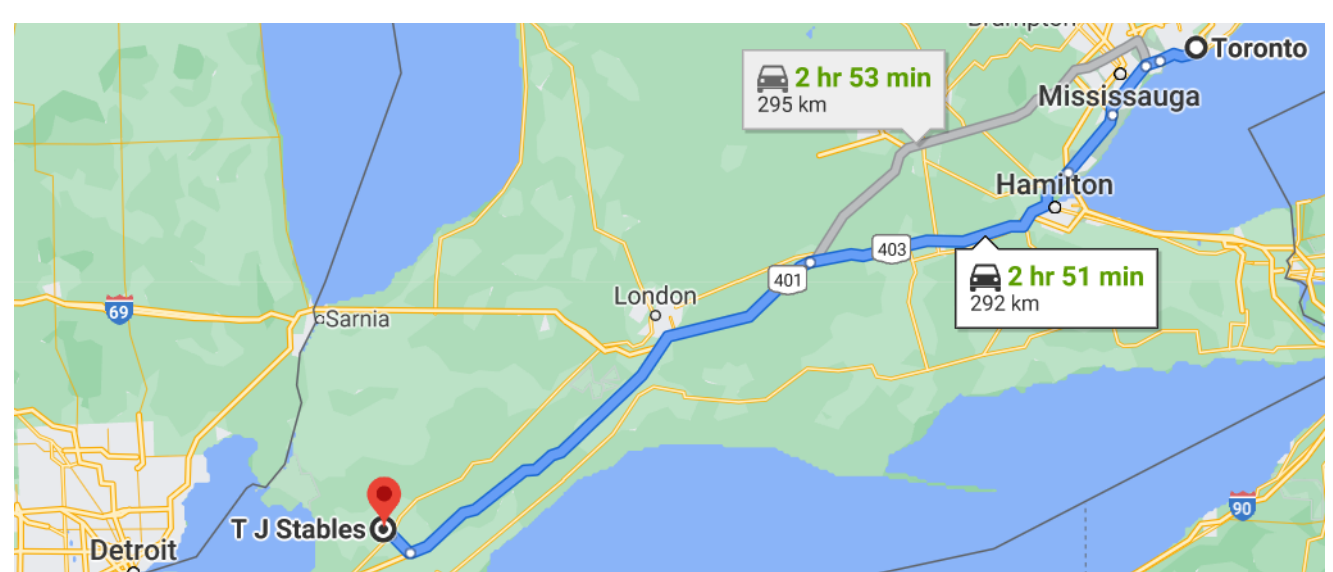 Brampton
Toronto
2 hr 53 min
295 km
Mississauga
Hamilton
403
401
2 hr 51 min
292 km
London
69
Sarnia
90
T J Stables
Detroit